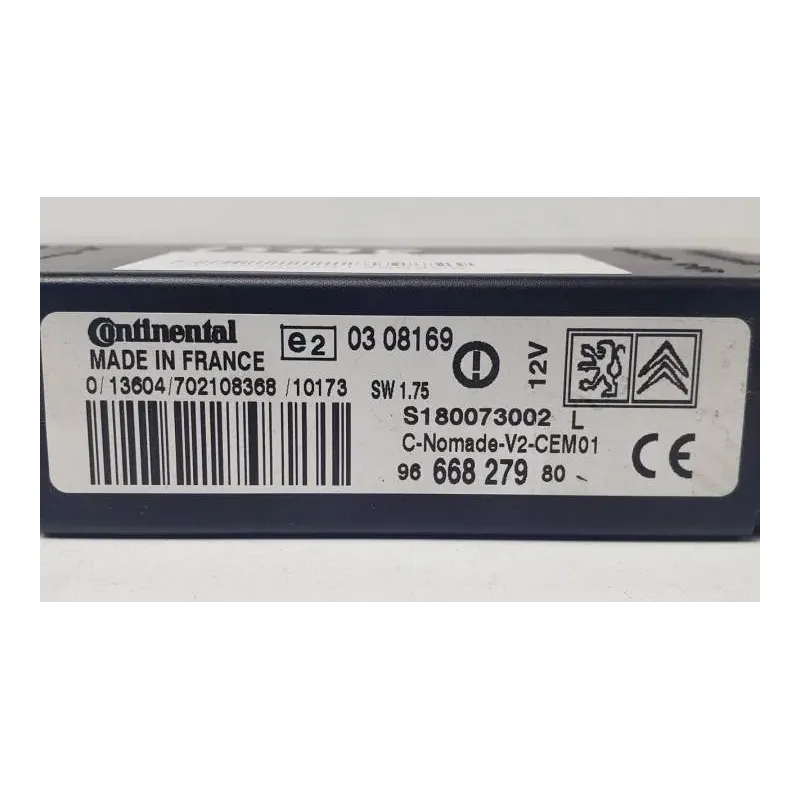 Continental
MADE IN FRANCE
e2 03 08169
12V
0/13604/702108368/10173 SW 1.75
S180073002 L
C-Nomade-V2-CEM01
96 668 279 80
CE